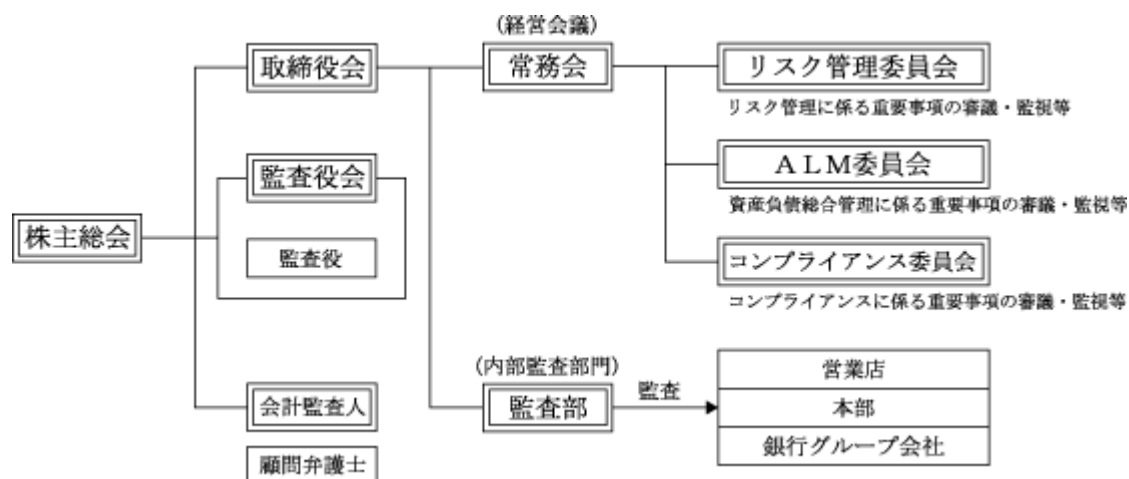 (経営会議)
取締役会
常務会
リスク管理委員会
リスク管理に係る重要事項の審議・監視等
監査役会
ALM委員会
資産負債総合管理に係る重要事項の審議・監視等
株主総会
監査役
コンプライアンス委員会
コンプライアンスに係る重要事項の審議・監視等
(内部監査部門)
会計監査人
監査部
監査
営業店
本部
銀行グループ会社
顧問弁護士